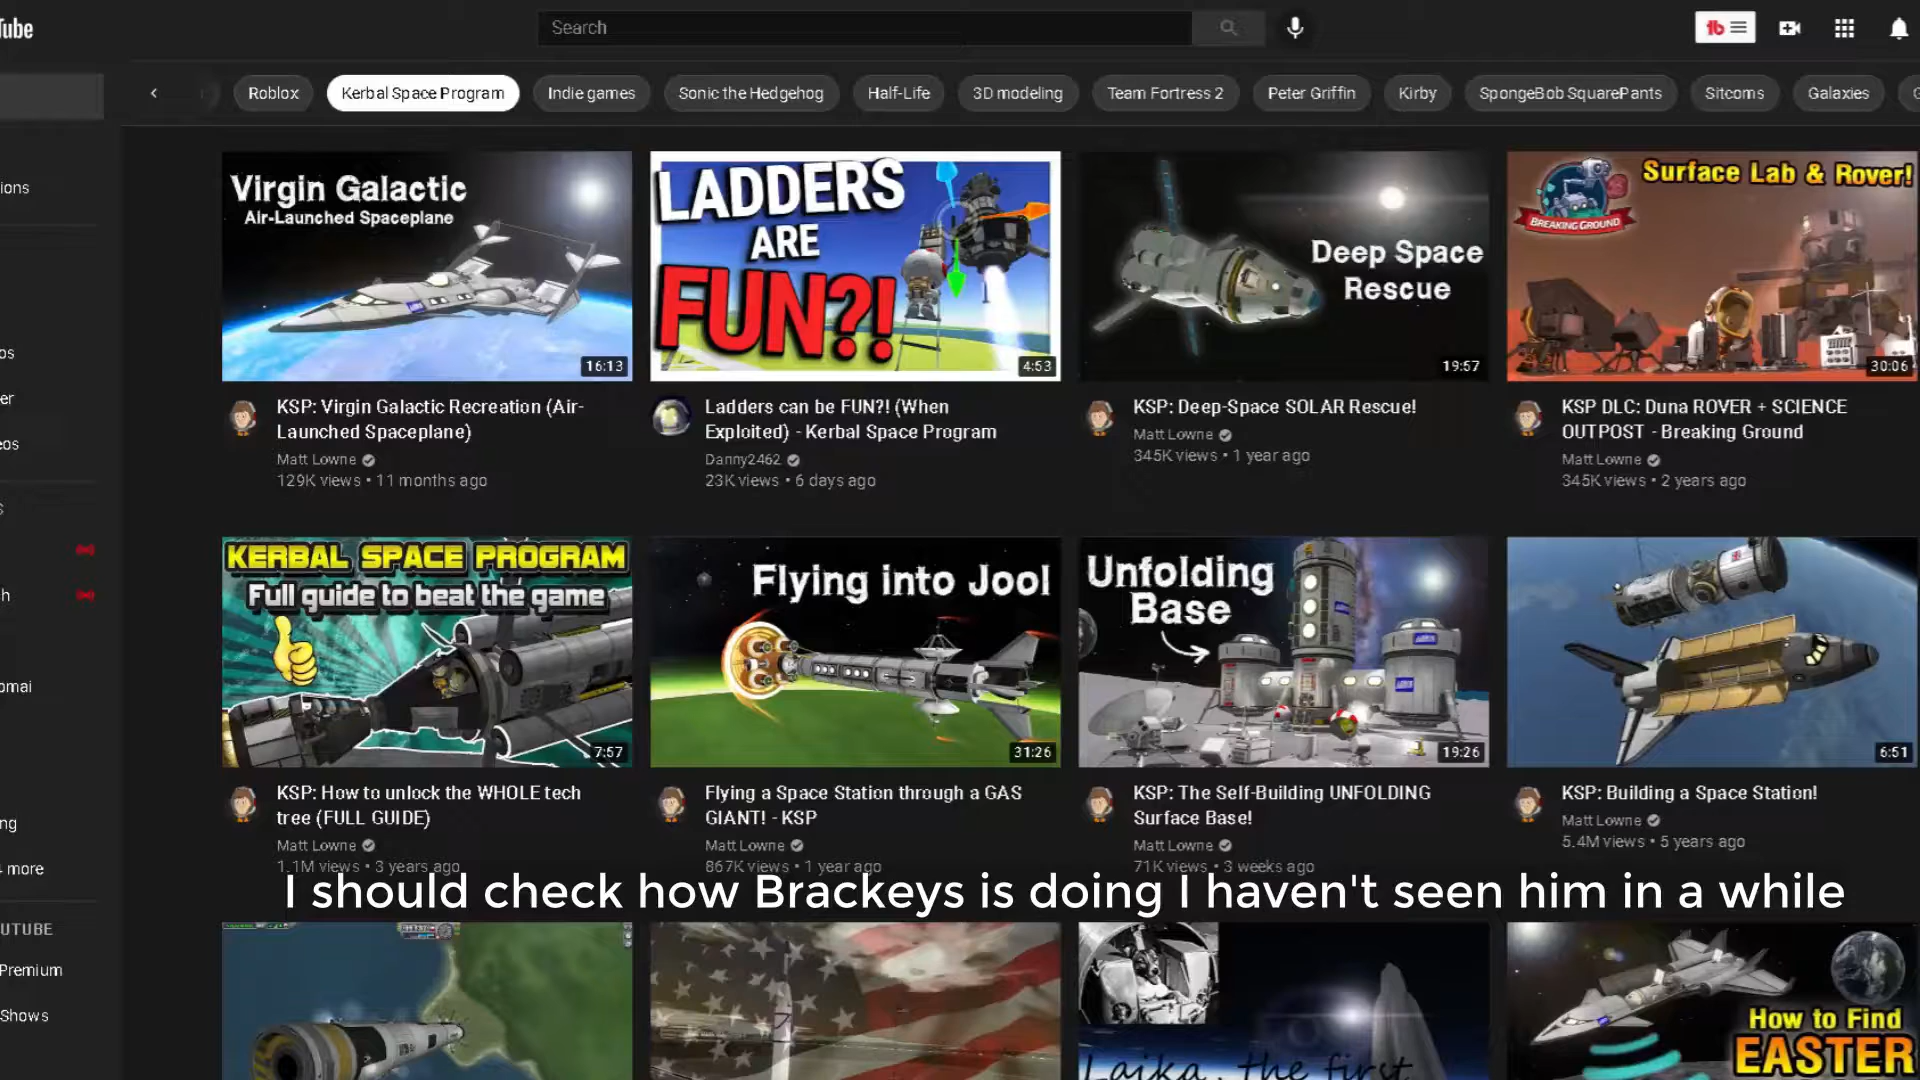 Tube
Search
Roblox
Kerbal Space Program
Indie games
Sonic the Hedgehog
Half-Life
3D modeling
Team Fortress 2
Peter Griffin
Kirby
SpongeBob SquarePants
Sitcoms
Galaxies
ions
os
er
eos
S
h
omai
ng
more
UTUBE
Premium
Shows
Virgin Galactic
Air-Launched Spaceplane
16:13
LADDERS
ARE
FUN?!
4:53
Deep Space
Rescue
19:57
BREAKING GROUND
Surface Lab & Rover!
30:06
KSP: Virgin Galactic Recreation (Air-
Launched Spaceplane)
Matt Lowne
129K views • 11 months ago
Ladders can be FUN?! (When
Exploited) - Kerbal Space Program
Danny2462
23K views • 6 days ago
KSP: Deep-Space SOLAR Rescue!
Matt Lowne
345K views • 1 year ago
KSP DLC: Duna ROVER + SCIENCE
OUTPOST - Breaking Ground
Matt Lowne
345K views • 2 years ago
KERBAL SPACE PROGRAM
Full guide to beat the game
7:57
Flying into Jool
31:26
Unfolding
Base
19:26
6:51
KSP: How to unlock the WHOLE tech
tree (FULL GUIDE)
Matt Lowne
1.1M views • 3 years ago
Flying a Space Station through a GAS
GIANT! - KSP
Matt Lowne
867K views • 1 year ago
KSP: The Self-Building UNFOLDING
Surface Base!
Matt Lowne
71K views • 3 weeks ago
KSP: Building a Space Station!
Matt Lowne
5.4M views • 5 years ago
I should check how Brackeys is doing I haven't seen him in a while
Laika, the first
How to Find
EASTER